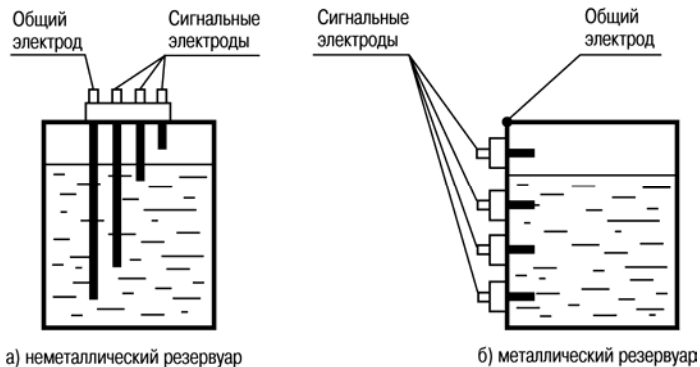 Общий
электрод
Сигнальные
электроды
Сигнальные
электроды
Общий
электрод
а) неметаллический резервуар
б) металлический резервуар